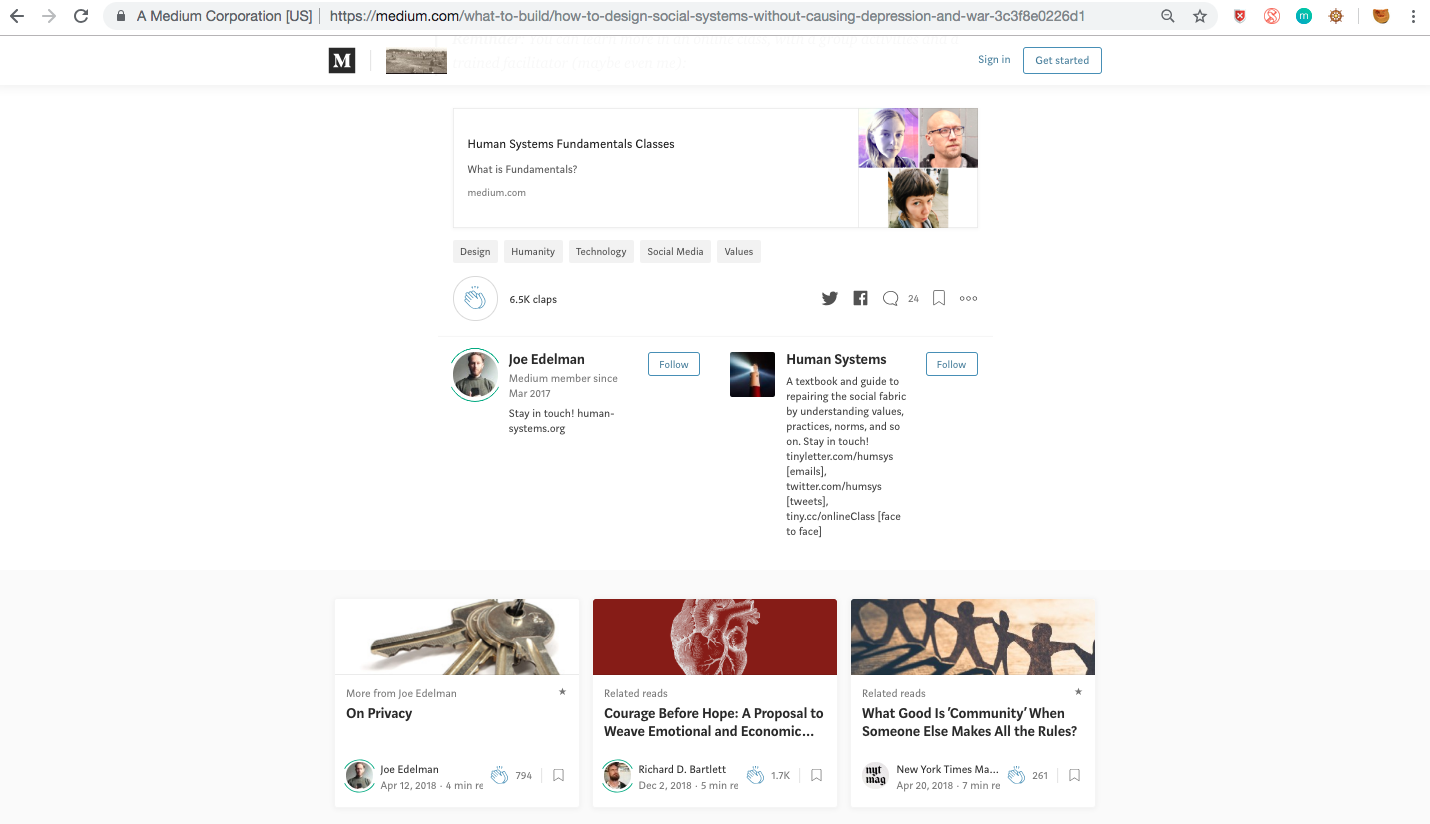 A Medium Corporation [US] | https://medium.com/what-to-build/how-to-design-social-systems-without-causing-depression-and-war-3c3f8e0226d1
m
M
Sign in
Get started
Human Systems Fundamentals Classes
What is Fundamentals?
medium.com
Design
Humanity
Technology
Social Media
Values
6.5K claps
24
Joe Edelman
Follow
Medium member since
Mar 2017
Stay in touch! human-
systems.org
Human Systems
Follow
A textbook and guide to
repairing the social fabric
by understanding values,
practices, norms, and so
on. Stay in touch!
tinyletter.com/humsys
[emails],
twitter.com/humsys
[tweets],
tiny.cc/onlineClass [face
to face]
More from Joe Edelman
On Privacy
Joe Edelman
Apr 12, 2018 · 4 min re
794
Related reads
Courage Before Hope: A Proposal to
Weave Emotional and Economic...
Richard D. Bartlett
Dec 2, 2018 · 5 min re
1.7K
Related reads
What Good Is 'Community' When
Someone Else Makes All the Rules?
nyt
mag
New York Times Ma...
Apr 20, 2018 · 7 min re
261